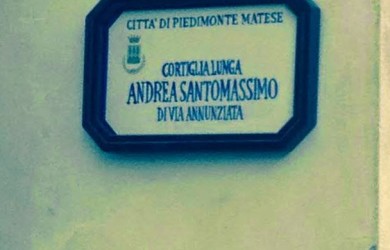 CITTA' DI PIEDIMONTE MATESE
CORTIGLIA LUNGA
ANDREA SANTOMASSIMO
DI VIA ANNUNZIATA